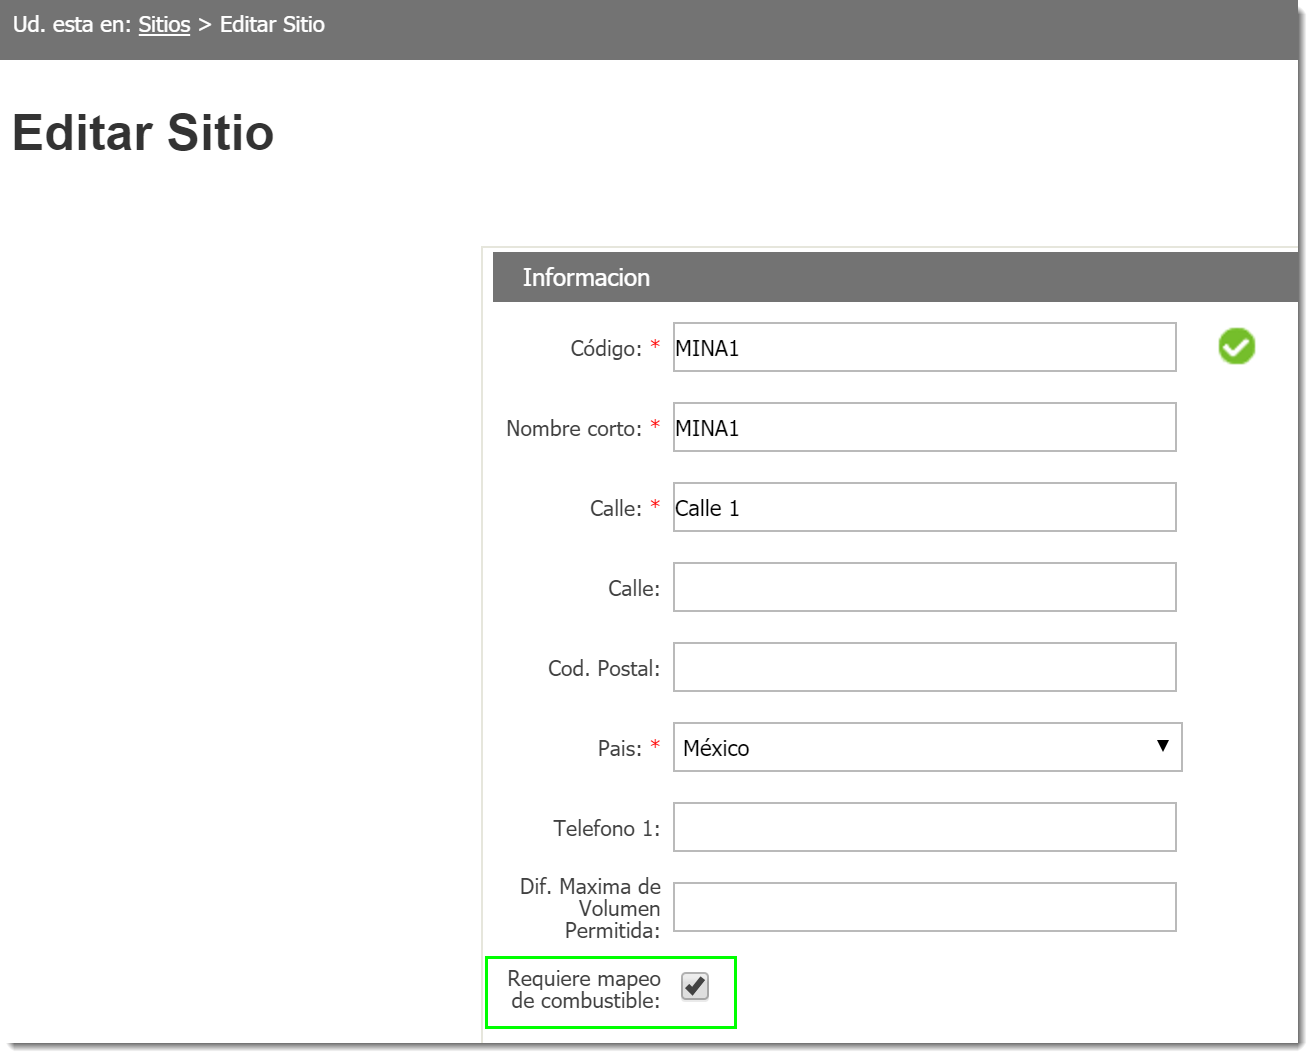 Ud. esta en: Sitios > Editar Sitio
Editar Sitio
Informacion
Código: * MINA1
Nombre corto: * MINA1
Calle: * Calle 1
Calle:
Cod. Postal:
Pais: * México
Telefono 1:
Dif. Maxima de
Volumen
Permitida:
Requiere mapeo
de combustible: